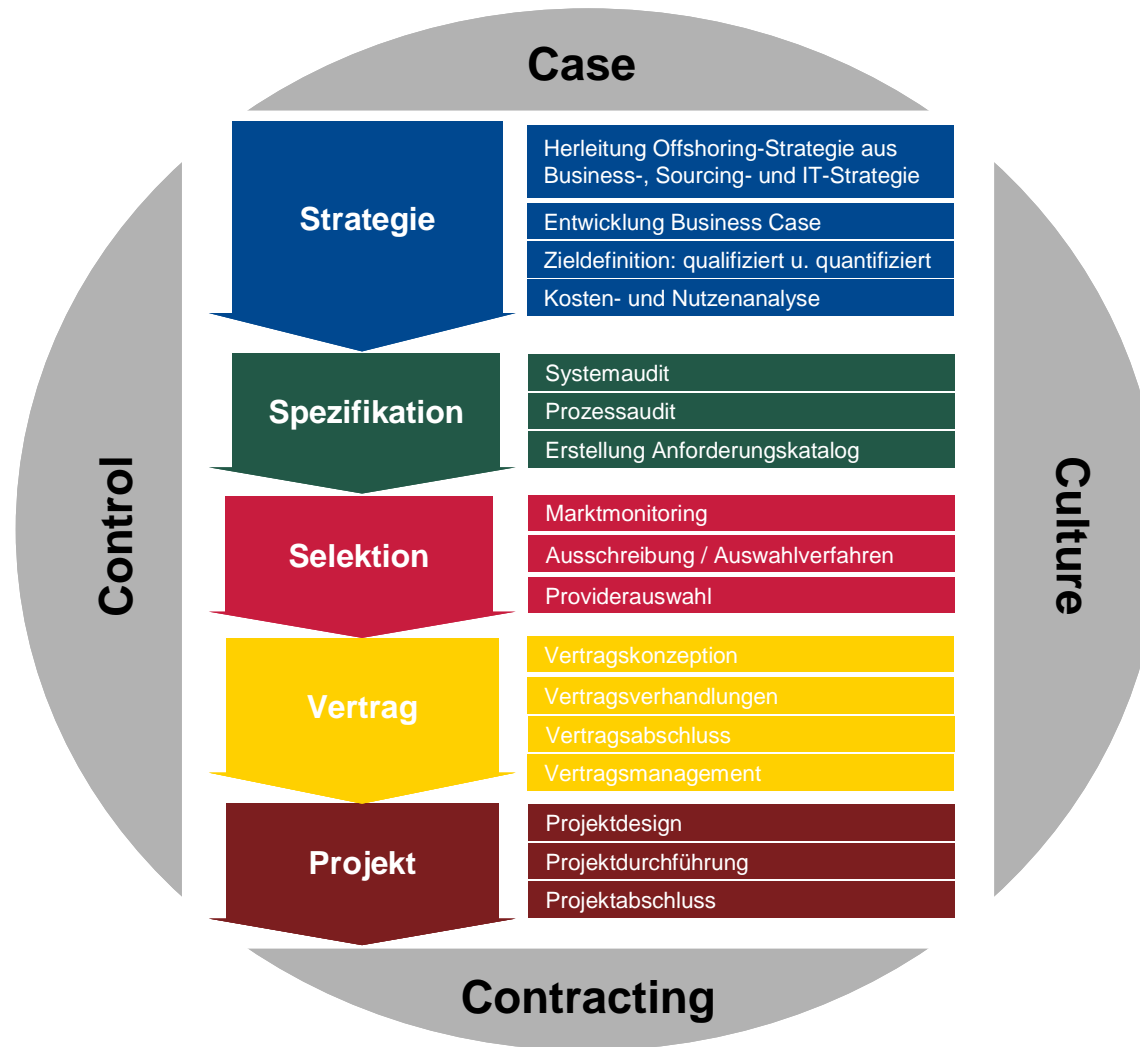 Case
Strategie
Herleitung Offshoring-Strategie aus
Business-, Sourcing- und IT-Strategie
Entwicklung Business Case
Zieldefinition: qualifiziert u. quantifiziert
Kosten- und Nutzenanalyse
Spezifikation
Systemaudit
Prozessaudit
Erstellung Anforderungskatalog
Control
Culture
Selektion
Marktmonitoring
Ausschreibung / Auswahlverfahren
Providerauswahl
Vertrag
Vertragskonzeption
Vertragsverhandlungen
Vertragsabschluss
Vertragsmanagement
Projekt
Projektdesign
Projektdurchführung
Projektabschluss
Contracting